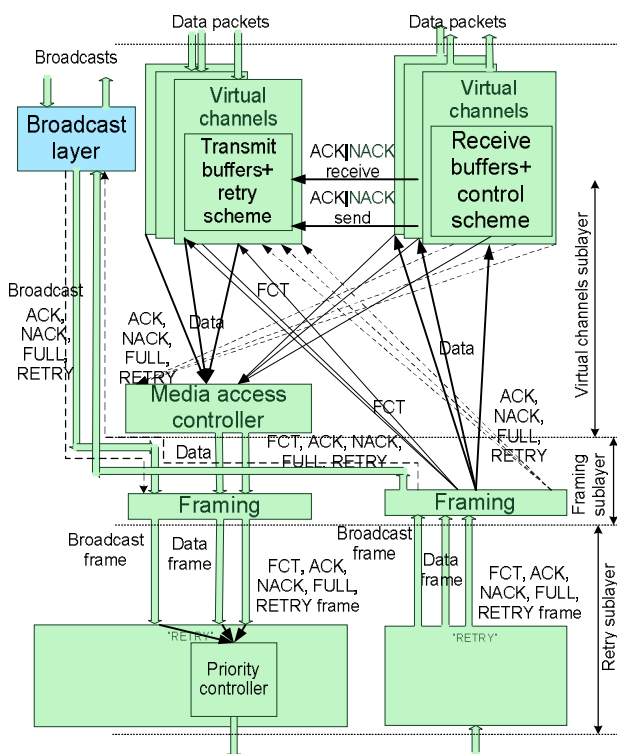 Data packets
Data packets
Broadcasts
Broadcast
layer
Virtual
channels
Transmit
buffers+
retry
scheme
ACK|NACK
receive
ACK|NACK
send
Virtual
channels
Receive
buffers+
control
scheme
Virtual channels sublayer
Broadcast
ACK,
NACK,
FULL,
RETRY
ACK,
NACK,
FULL,
RETRY
Data
FCT
Data
FCT
ACK,
NACK,
FULL,
RETRY
Media access
controller
Data
FCT, ACK, NACK,
FULL, RETRY
Framing
Framing
Framing
sublayer
Broadcast
frame
Data
frame
FCT, ACK,
NACK, FULL,
RETRY frame
Broadcast
frame
Data
frame
FCT, ACK,
NACK, FULL,
RETRY frame
Retry sublayer
"RETRY"
Priority
controller
"RETRY"